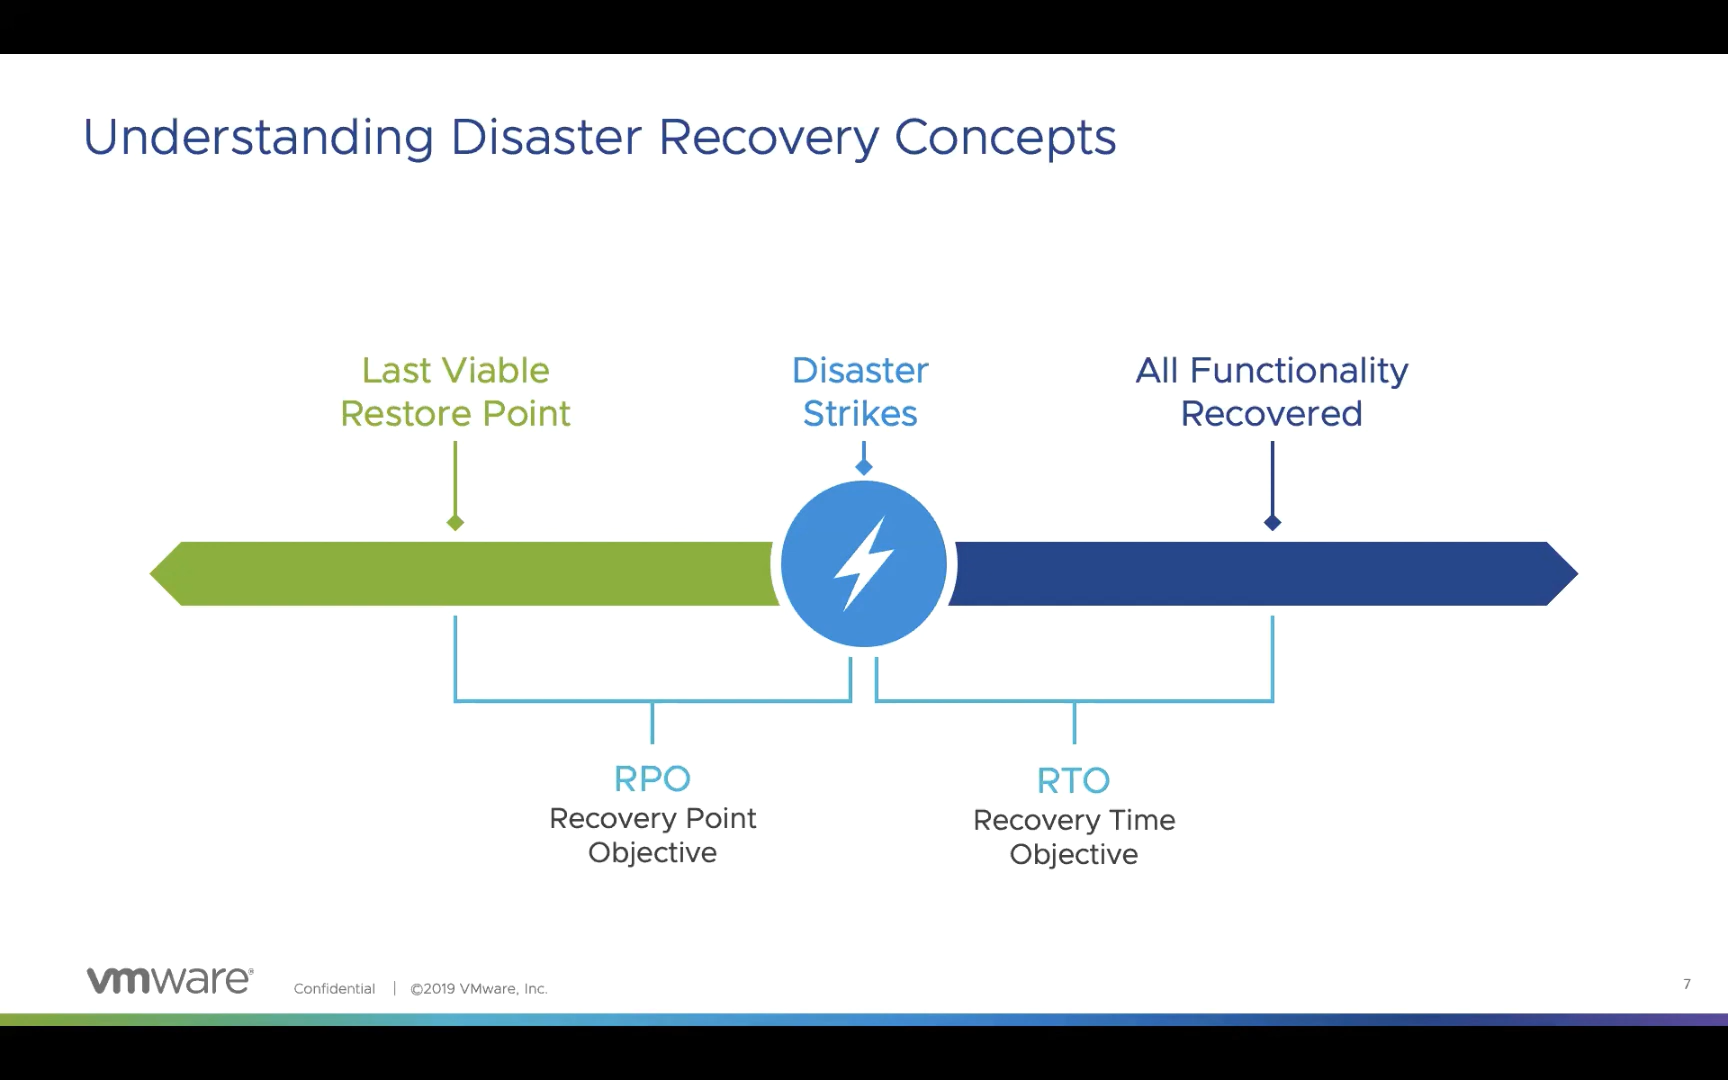 Understanding Disaster Recovery Concepts
Last Viable
Restore Point
Disaster
Strikes
All Functionality
Recovered
RPO
Recovery Point
Objective
RTO
Recovery Time
Objective
vmware®
Confidential | ©2019 VMware, Inc.
7